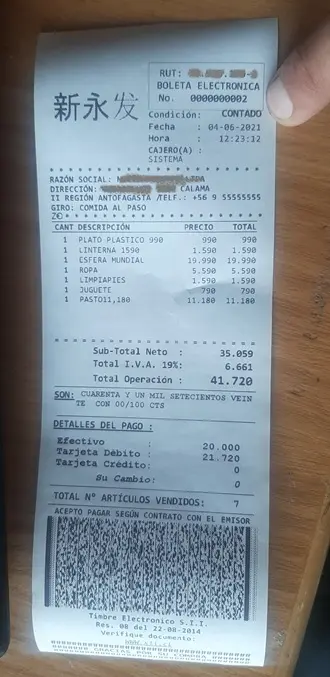 新永发
RUT:
BOLETA ELECTRONICA
No. 0000000002
Condición: CONTADO
Fecha : 04-06-2021
Hora : 12:23:12
CAJERO(A) :
SISTEMA
RAZÓN SOCIAL:
DIRECCIÓN: CALAMA
II REGIÓN ANTOFAGASTA /TELF.: +56 9 55555555
GIRO: COMIDA AL PASO
CANT DESCRIPCIÓN PRECIO TOTAL
1 PLATO PLASTICO 990 990 990
1 LINTERNA 1590 1.590 1.590
1 ESFERA MUNDIAL 19.990 19.990
1 ROPA 5.590 5.590
1 LIMPIAPIES 1.590 1.590
1 JUGUETE 790 790
1 PASTO11,180 11.180 11.180
Sub-Total Neto : 35.059
Total I.V.A. 19%: 6.661
Total Operación : 41.720
SON: CUARENTA Y UN MIL SETECIENTOS VEIN
TE CON 00/100 CTS
DETALLES DEL PAGO :
Efectivo : 20.000
Tarjeta Débito : 21.720
Tarjeta Crédito: 0
Su Cambio: 0
TOTAL Nº ARTÍCULOS VENDIDOS: 7
ACEPTO PAGAR SEGÚN CONTRATO CON EL EMISOR
Timbre Electronico S.I.I.
Res. 08 del 22-08-2014
Verifique documento: